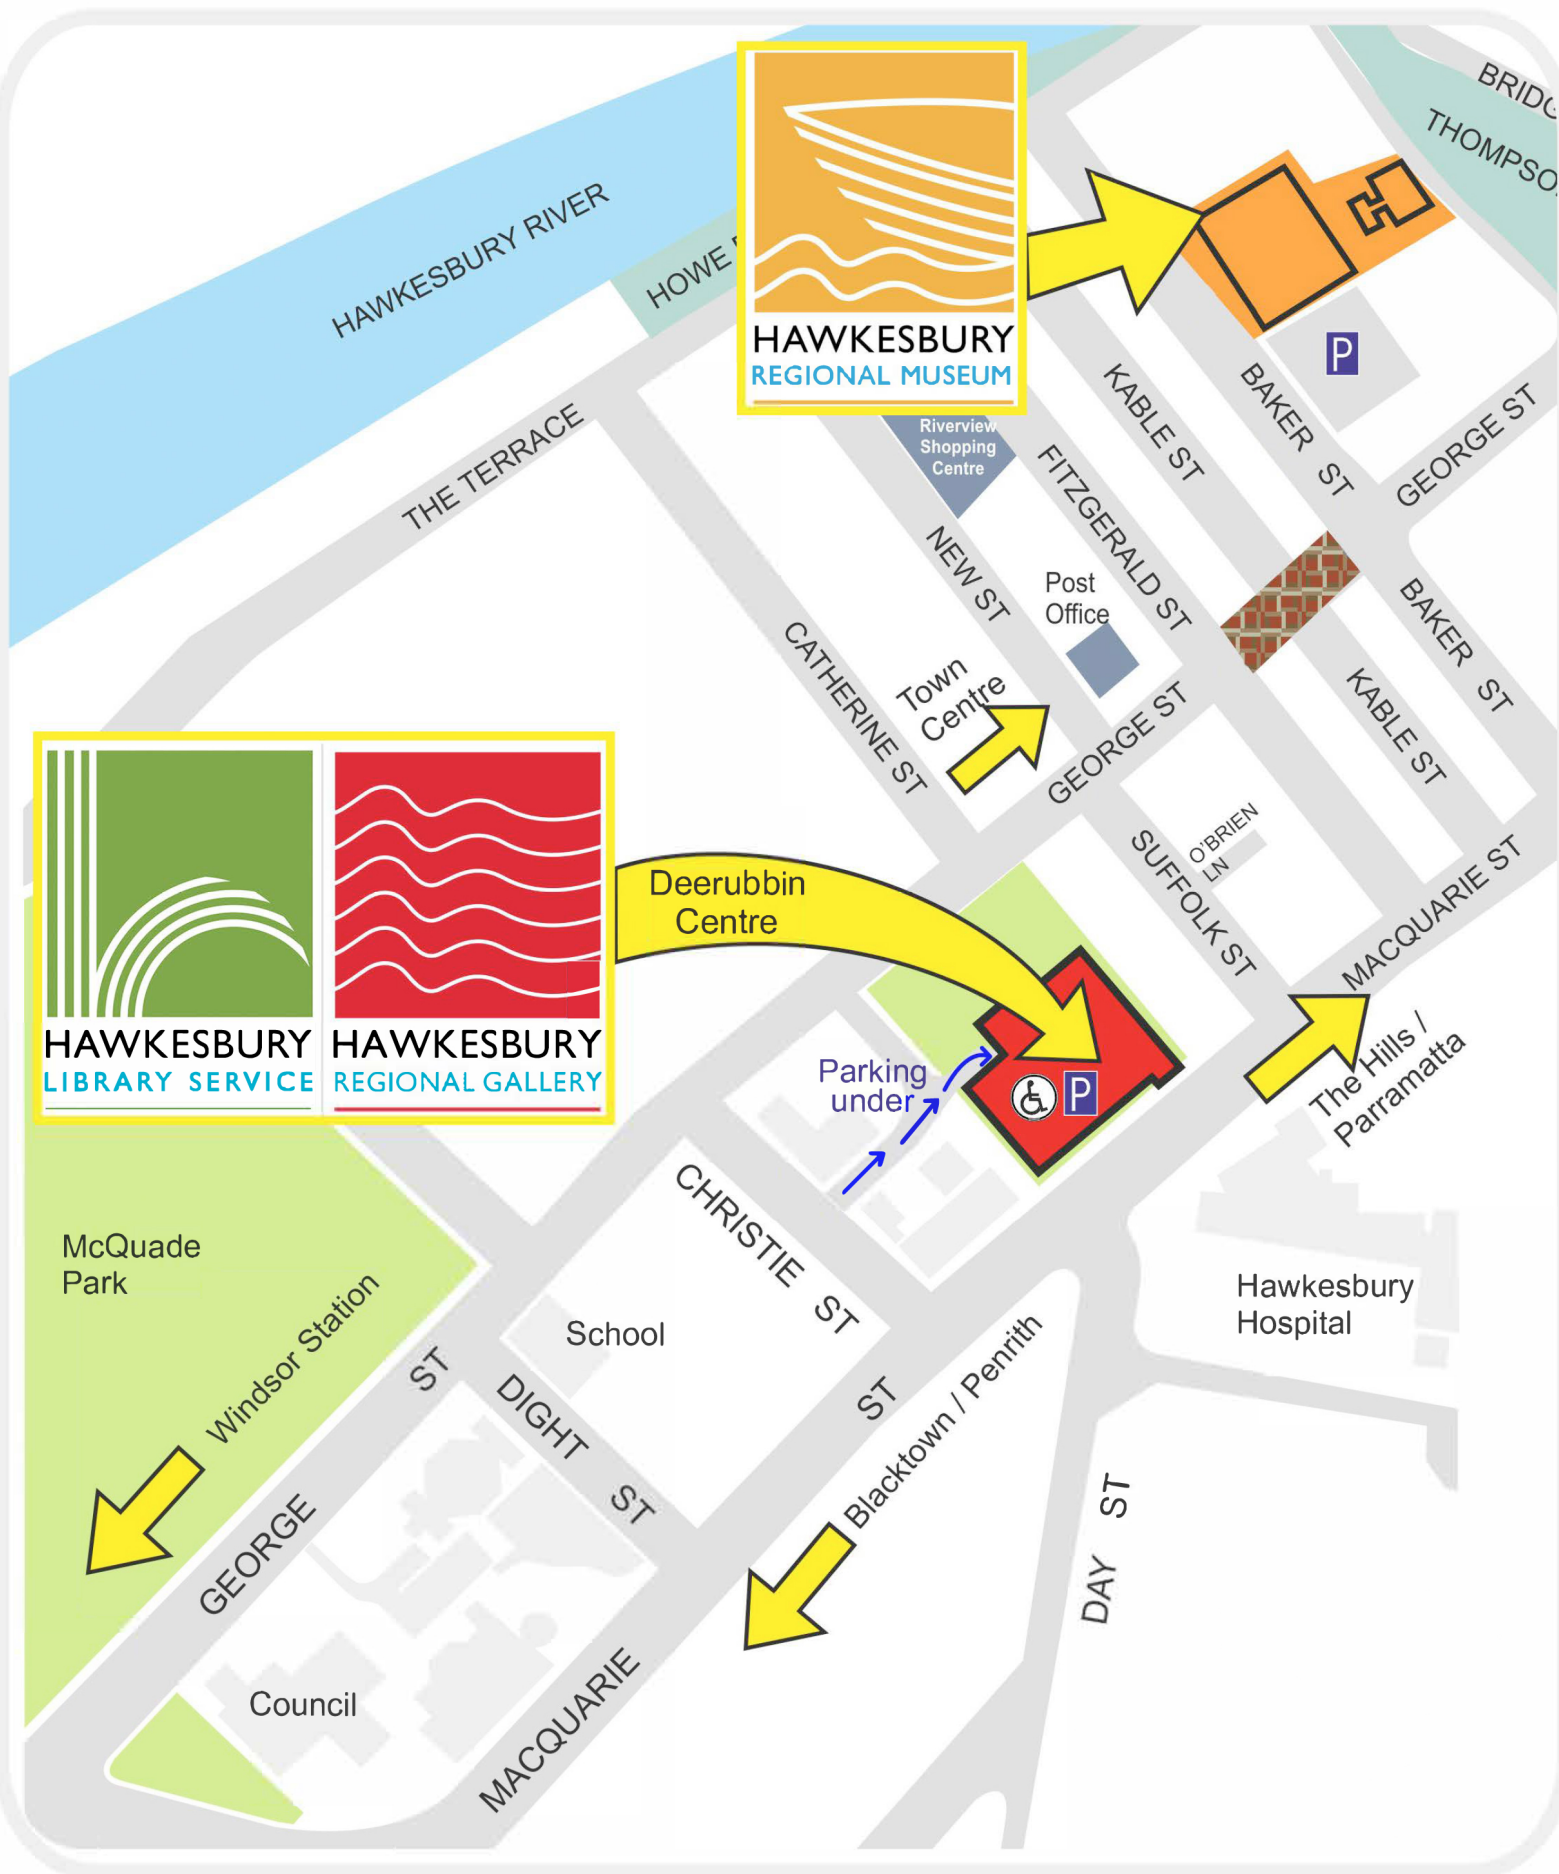 BRIDG
THOMPSO
HAWKESBURY RIVER
HOWE
HAWKESBURY
REGIONAL MUSEUM
P
KABLE ST
BAKER ST
GEORGE ST
THE TERRACE
Riverview
Shopping
Centre
FITZGERALD ST
NEW ST
Post
Office
BAKER ST
CATHERINE ST
Town
Centre
GEORGE ST
KABLE ST
O'BRIEN
LN
SUFFOLK ST
MACQUARIE ST
Deerubbin
Centre
HAWKESBURY
LIBRARY SERVICE
HAWKESBURY
REGIONAL GALLERY
Parking
under
P
The Hills /
Parramatta
CHRISTIE ST
McQuade
Park
Windsor Station
School
Hawkesbury
Hospital
GEORGE ST
DIGHT ST
Blacktown / Penrith
DAY ST
Council
MACQUARIE ST